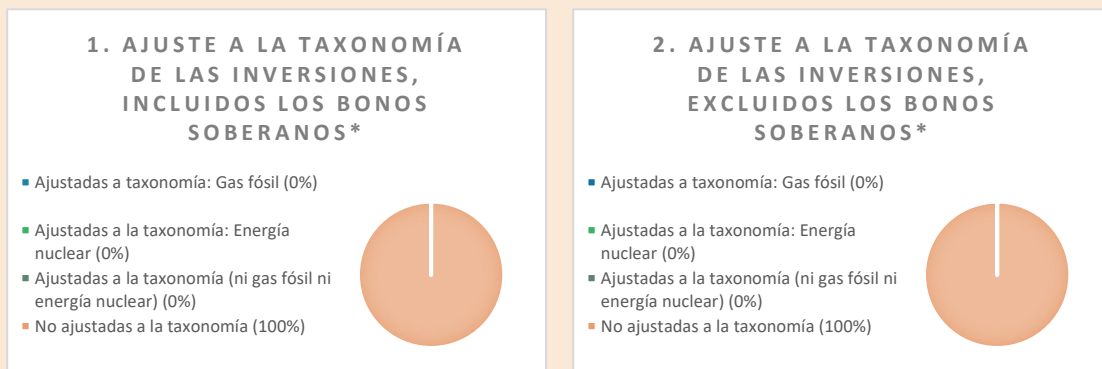 1. AJUSTE A LA TAXONOMÍA
DE LAS INVERSIONES,
INCLUIDOS LOS BONOS
SOBERANOS*
Ajustadas a taxonomía: Gas fósil (0%)
Ajustadas a la taxonomía: Energía
nuclear (0%)
Ajustadas a la taxonomía (ni gas fósil ni
energía nuclear) (0%)
No ajustadas a la taxonomía (100%)
2. AJUSTE A LA TAXONOMÍA
DE LAS INVERSIONES,
EXCLUIDOS LOS BONOS
SOBERANOS*
Ajustadas a taxonomía: Gas fósil (0%)
Ajustadas a la taxonomía: Energía
nuclear (0%)
Ajustadas a la taxonomía (ni gas fósil ni
energía nuclear) (0%)
No ajustadas a la taxonomía (100%)